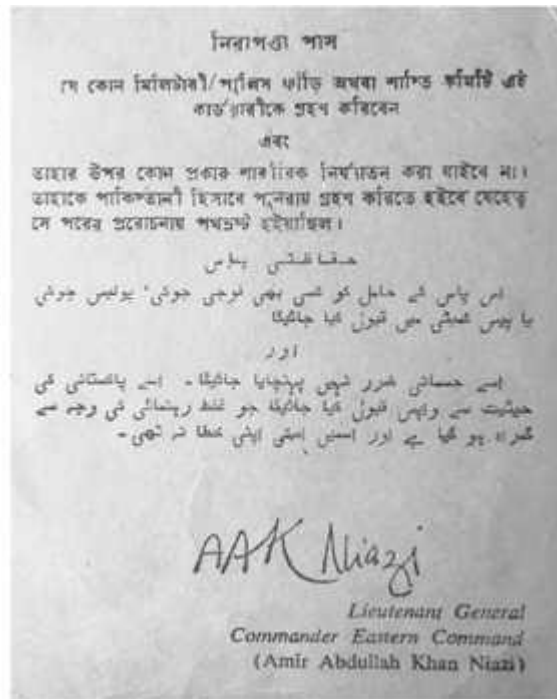 নিরাপত্তা পাস
যে কোন মিলিটারী/পুলিস ফাঁড়ি অথবা শান্তি কমিটি এই
কার্ডধারীকে গ্রহণ করিবেন
এবং
তাহার উপর কোন প্রকার শারীরিক নির্যাতন করা যাইবে না।
তাহাকে পাকিস্তানী হিসাবে পুনরায় গ্রহণ করিতে হইবে যেহেতু
সে পরের প্ররোচনায় পথভ্রষ্ট হইয়াছিল।
حفاظتی پاس
اس پاس کے حامل کو کسی بھی فوجی چوکی، پولیس چوکی
یا پیس کمیٹی میں قبول کیا جائیگا
اور
اسے جسمانی ضرر نہیں پہنچایا جائیگا۔ اسے پاکستانی کی
حیثیت سے واپس قبول کیا جائیگا جو غلط رہنمائی کی وجہ سے
گمراہ ہو گیا ہے اور اسمیں اسکی اپنی خطا نہ تھی۔
AAK Niazi
Lieutenant General
Commander Eastern Command
(Amir Abdullah Khan Niazi)